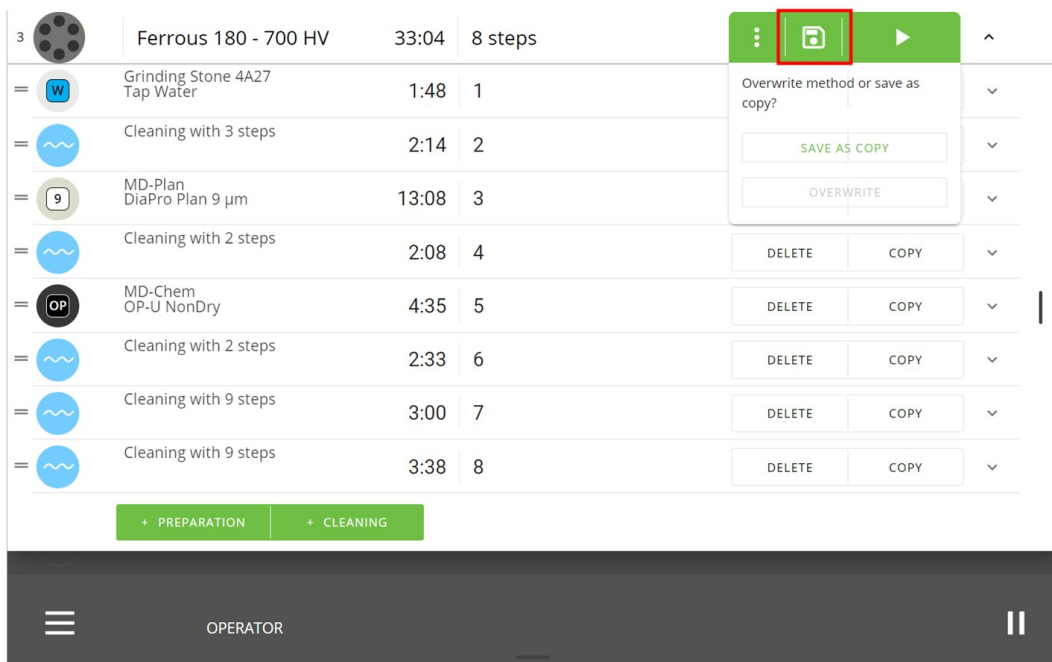 3 Ferrous 180 - 700 HV 33:04 8 steps
Overwrite method or save as
copy?
SAVE AS COPY
OVERWRITE
W Grinding Stone 4A27
Tap Water 1:48 1
Cleaning with 3 steps 2:14 2
9 MD-Plan
DiaPro Plan 9 µm 13:08 3
Cleaning with 2 steps 2:08 4 DELETE COPY
OP MD-Chem
OP-U NonDry 4:35 5 DELETE COPY
Cleaning with 2 steps 2:33 6 DELETE COPY
Cleaning with 9 steps 3:00 7 DELETE COPY
Cleaning with 9 steps 3:38 8 DELETE COPY
+ PREPARATION + CLEANING
OPERATOR